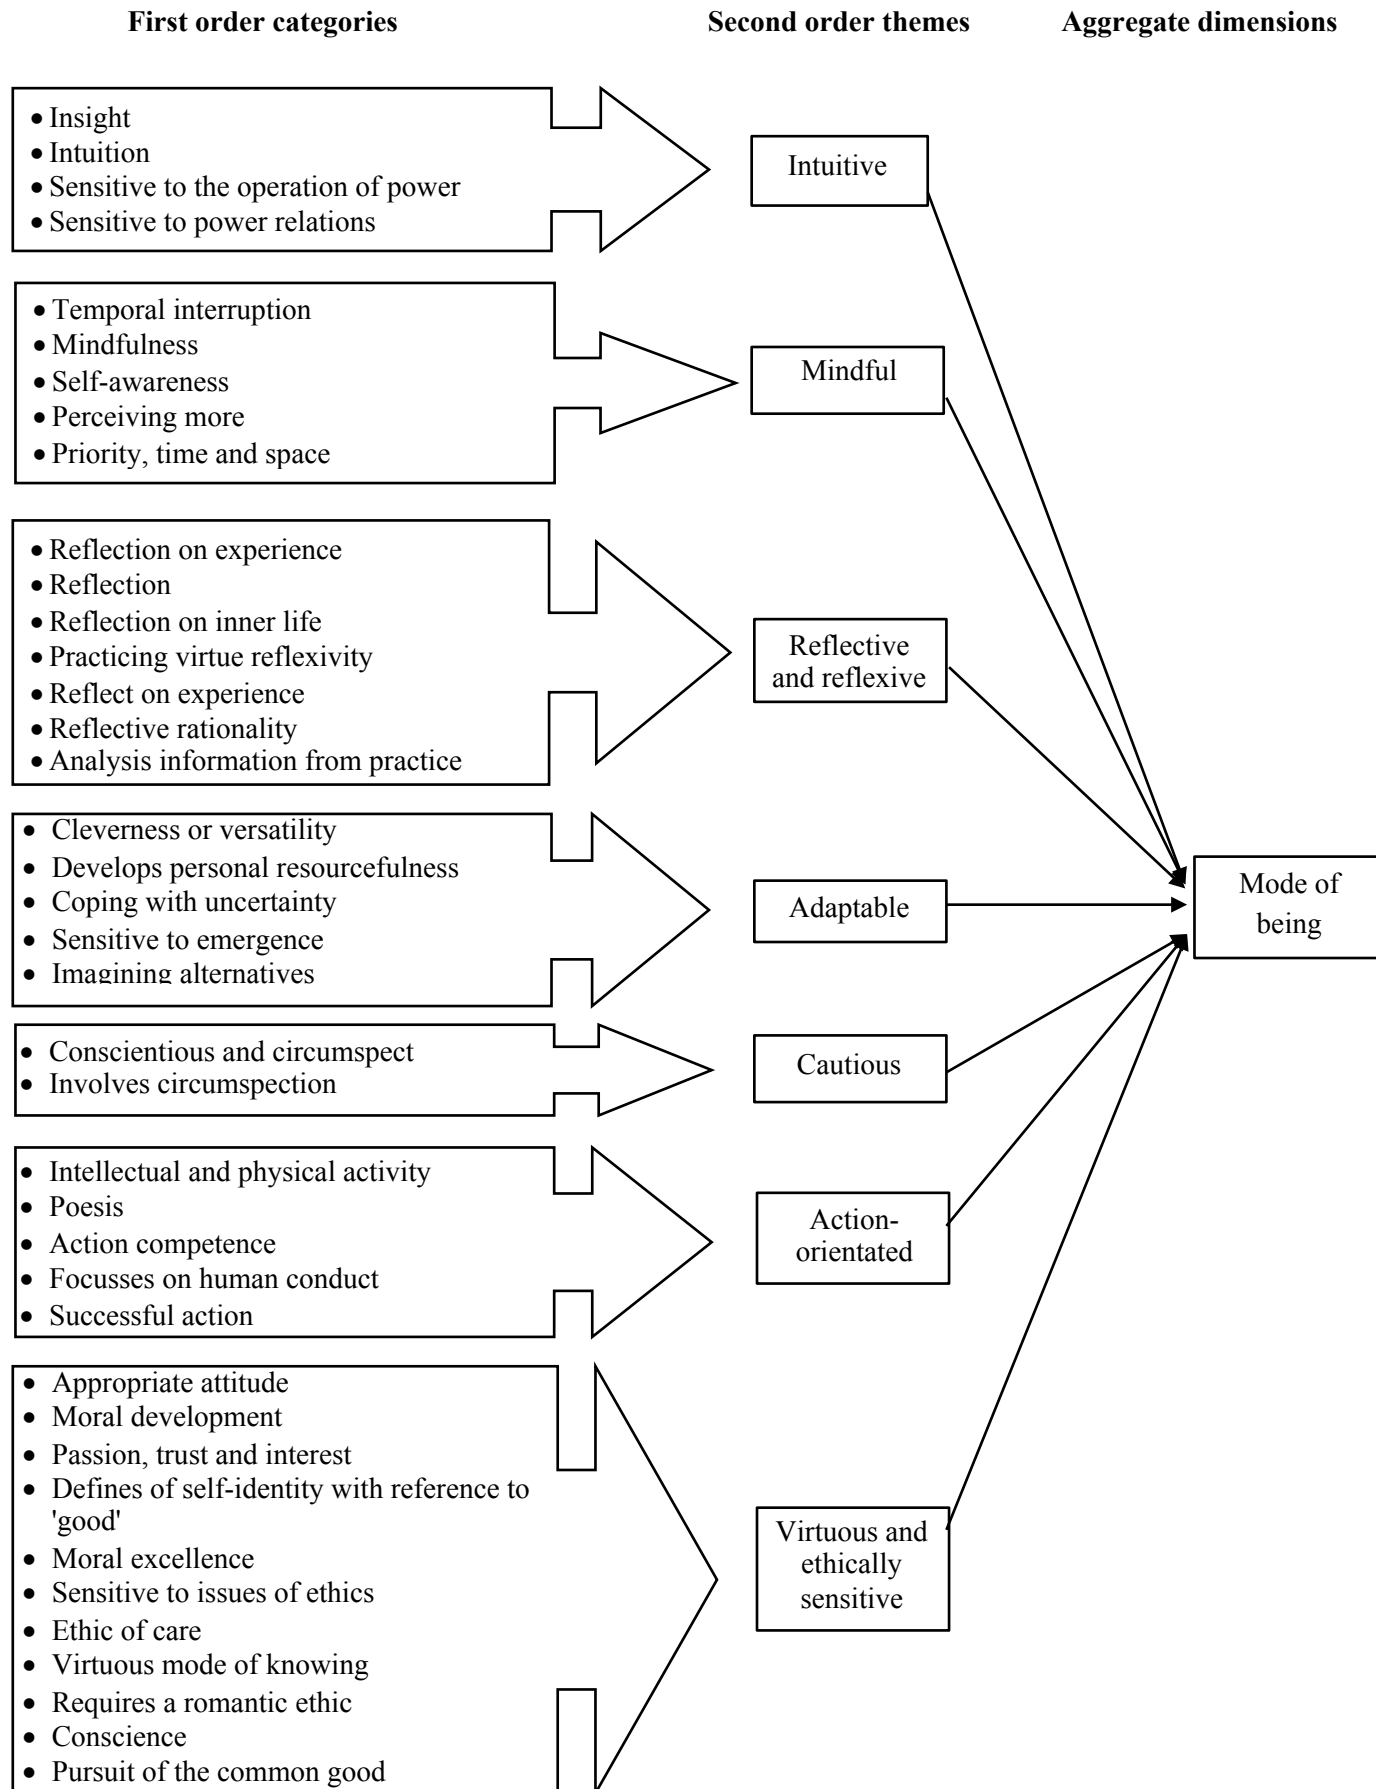 First order categories
Second order themes
Aggregate dimensions
• Insight
• Intuition
• Sensitive to the operation of power
• Sensitive to power relations
Intuitive
• Temporal interruption
• Mindfulness
• Self-awareness
• Perceiving more
• Priority, time and space
Mindful
• Reflection on experience
• Reflection
• Reflection on inner life
• Practicing virtue reflexivity
• Reflect on experience
• Reflective rationality
• Analysis information from practice
Reflective
and reflexive
• Cleverness or versatility
• Develops personal resourcefulness
• Coping with uncertainty
• Sensitive to emergence
• Imagining alternatives
Adaptable
Mode of
being
• Conscientious and circumspect
• Involves circumspection
Cautious
• Intellectual and physical activity
• Poesis
• Action competence
• Focusses on human conduct
• Successful action
Action-
orientated
• Appropriate attitude
• Moral development
• Passion, trust and interest
• Defines of self-identity with reference to
'good'
• Moral excellence
• Sensitive to issues of ethics
• Ethic of care
• Virtuous mode of knowing
• Requires a romantic ethic
• Conscience
• Pursuit of the common good
Virtuous and
ethically
sensitive